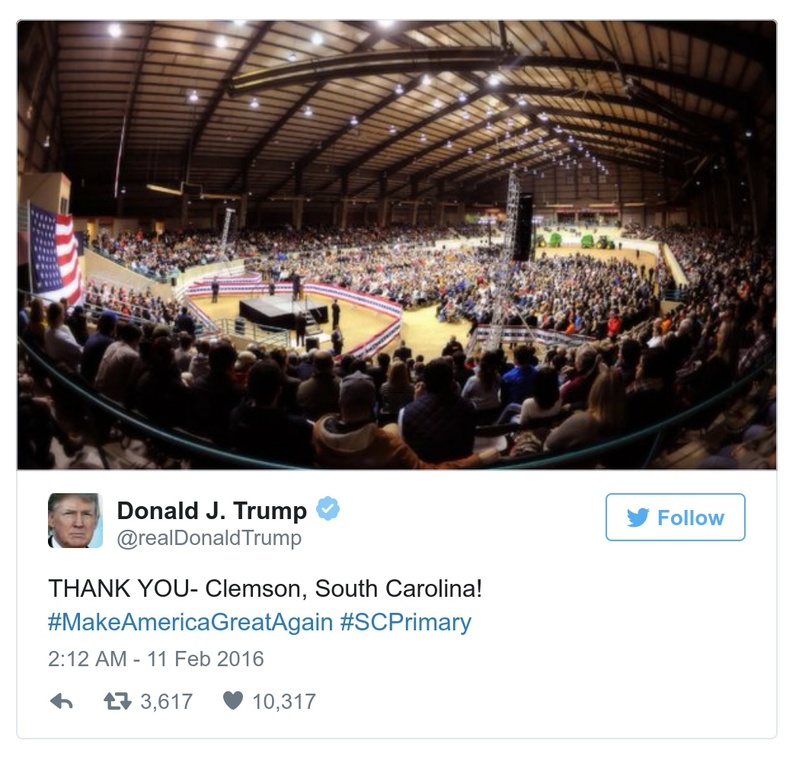 Donald J. Trump
@realDonaldTrump
Follow
THANK YOU- Clemson, South Carolina!
#MakeAmericaGreatAgain #SCPrimary
2:12 AM - 11 Feb 2016
3,617 10,317